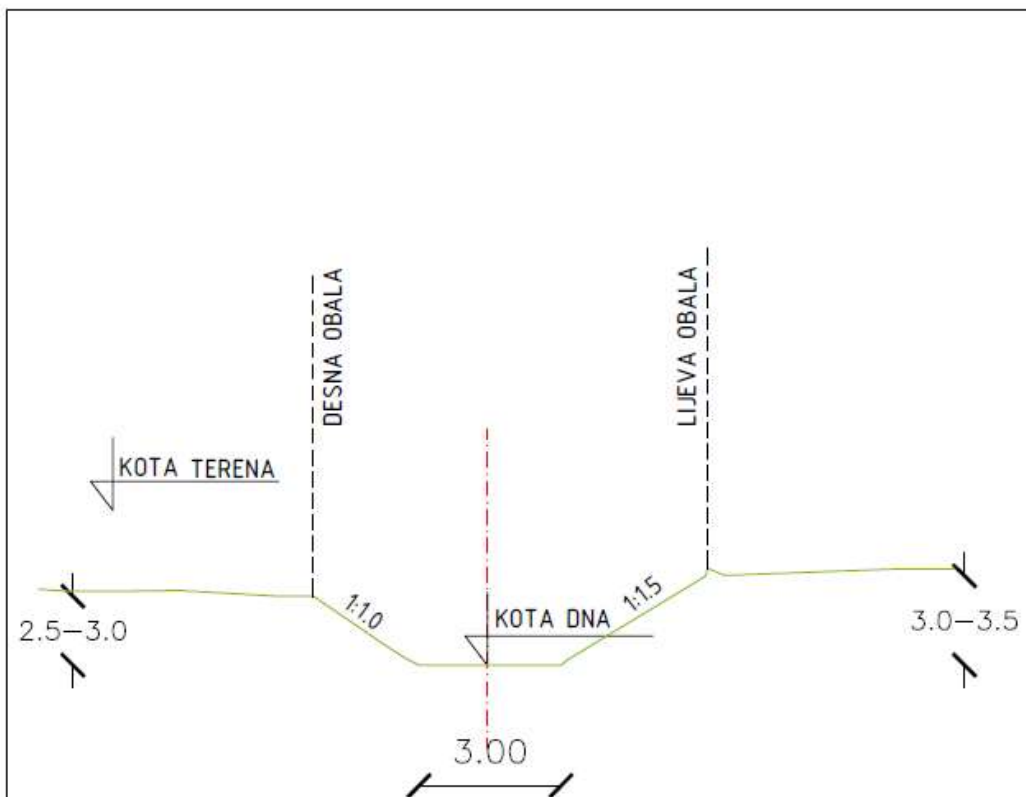 DESNA OBALA
LIJEVA OBALA
KOTA TERENA
1:1.0
1:1.5
2.5-3.0
KOTA DNA
3.0-3.5
3.00